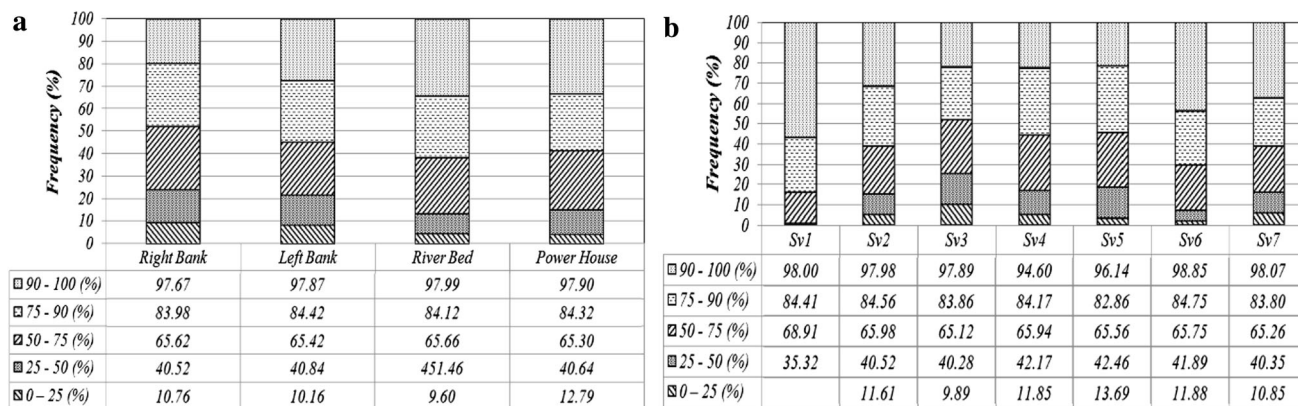 a
Frequency (%)
100
90
80
70
60
50
40
30
20
10
0
Right Bank Left Bank River Bed Power House
90 - 100 (%) 97.67 97.87 97.99 97.90
75 - 90 (%) 83.98 84.42 84.12 84.32
50 - 75 (%) 65.62 65.42 65.66 65.30
25 - 50 (%) 40.52 40.84 451.46 40.64
0 – 25 (%) 10.76 10.16 9.60 12.79
b
Frequency (%)
100
90
80
70
60
50
40
30
20
10
0
Sv1 Sv2 Sv3 Sv4 Sv5 Sv6 Sv7
90 - 100 (%) 98.00 97.98 97.89 94.60 96.14 98.85 98.07
75 - 90 (%) 84.41 84.56 83.86 84.17 82.86 84.75 83.80
50 - 75 (%) 68.91 65.98 65.12 65.94 65.56 65.75 65.26
25 - 50 (%) 35.32 40.52 40.28 42.17 42.46 41.89 40.35
0 – 25 (%) 11.61 9.89 11.85 13.69 11.88 10.85